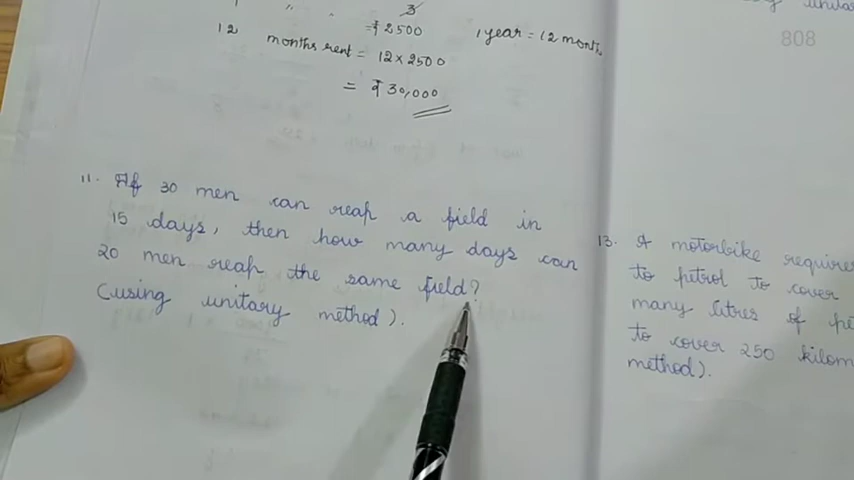 3
= ₹ 2500
1 year = 12 months
12 months rent = 12 × 2500
= ₹ 30,000
808
11. If 30 men can reap a field in
15 days, then how many days can
20 men reap the same field?
(using unitary method).
13. A motorbike requires
to petrol to cover
many litres of pe
to cover 250 kilom
method).